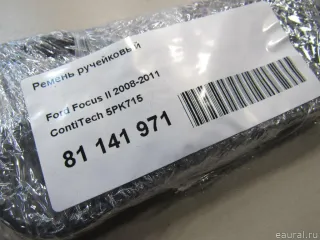 Ремень ручейковый
Ford Focus II 2008-2011
ContiTech 5PK715
81 141 971
eaural.ru